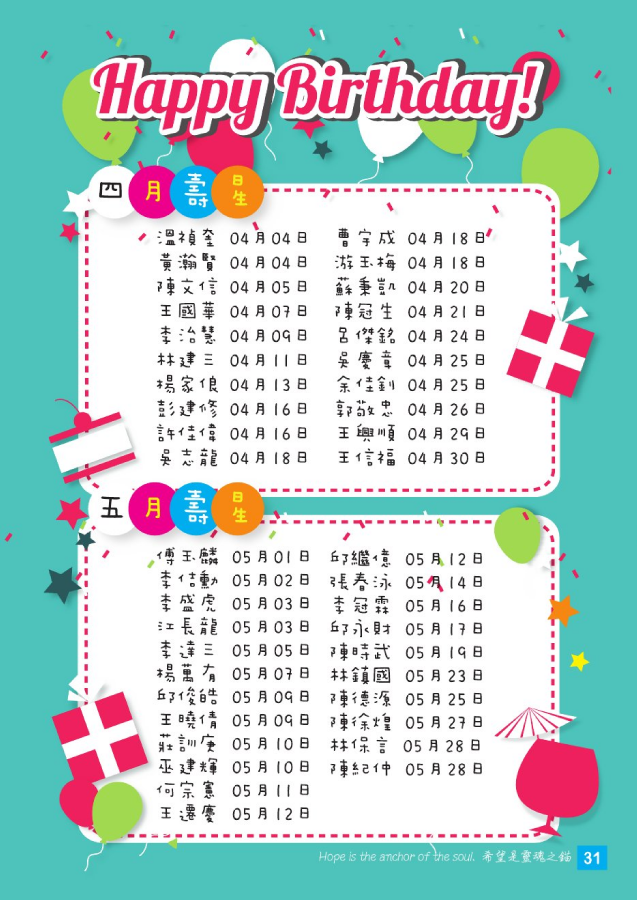 Happy Birthday!
四月壽星
溫禎奎 04月04日
黃瀚賢 04月04日
陳文信 04月05日
王國華 04月07日
李治慧 04月09日
林建三 04月11日
楊家俍 04月13日
彭建修 04月16日
許佳偉 04月16日
吳志龍 04月18日
曹宇成 04月18日
游玉梅 04月18日
蘇秉凱 04月20日
陳冠生 04月21日
呂傑銘 04月24日
吳慶章 04月25日
余佳釗 04月25日
郭敬忠 04月26日
王興順 04月29日
王信福 04月30日
五月壽星
傅玉麟 05月01日
李佶勳 05月02日
李盛虎 05月03日
江長龍 05月03日
李達三 05月05日
楊萬方 05月07日
邱俊皓 05月09日
王曉倩 05月09日
莊訓庚 05月10日
巫建輝 05月10日
何宗憲 05月11日
王遷慶 05月12日
邱繼億 05月12日
張春泳 05月14日
李冠霖 05月16日
邱永財 05月17日
陳時武 05月19日
林鎮國 05月23日
陳德源 05月25日
陳徐煌 05月27日
林保言 05月28日
陳紀仲 05月28日
Hope is the anchor of the soul. 希望是靈魂之錨 31